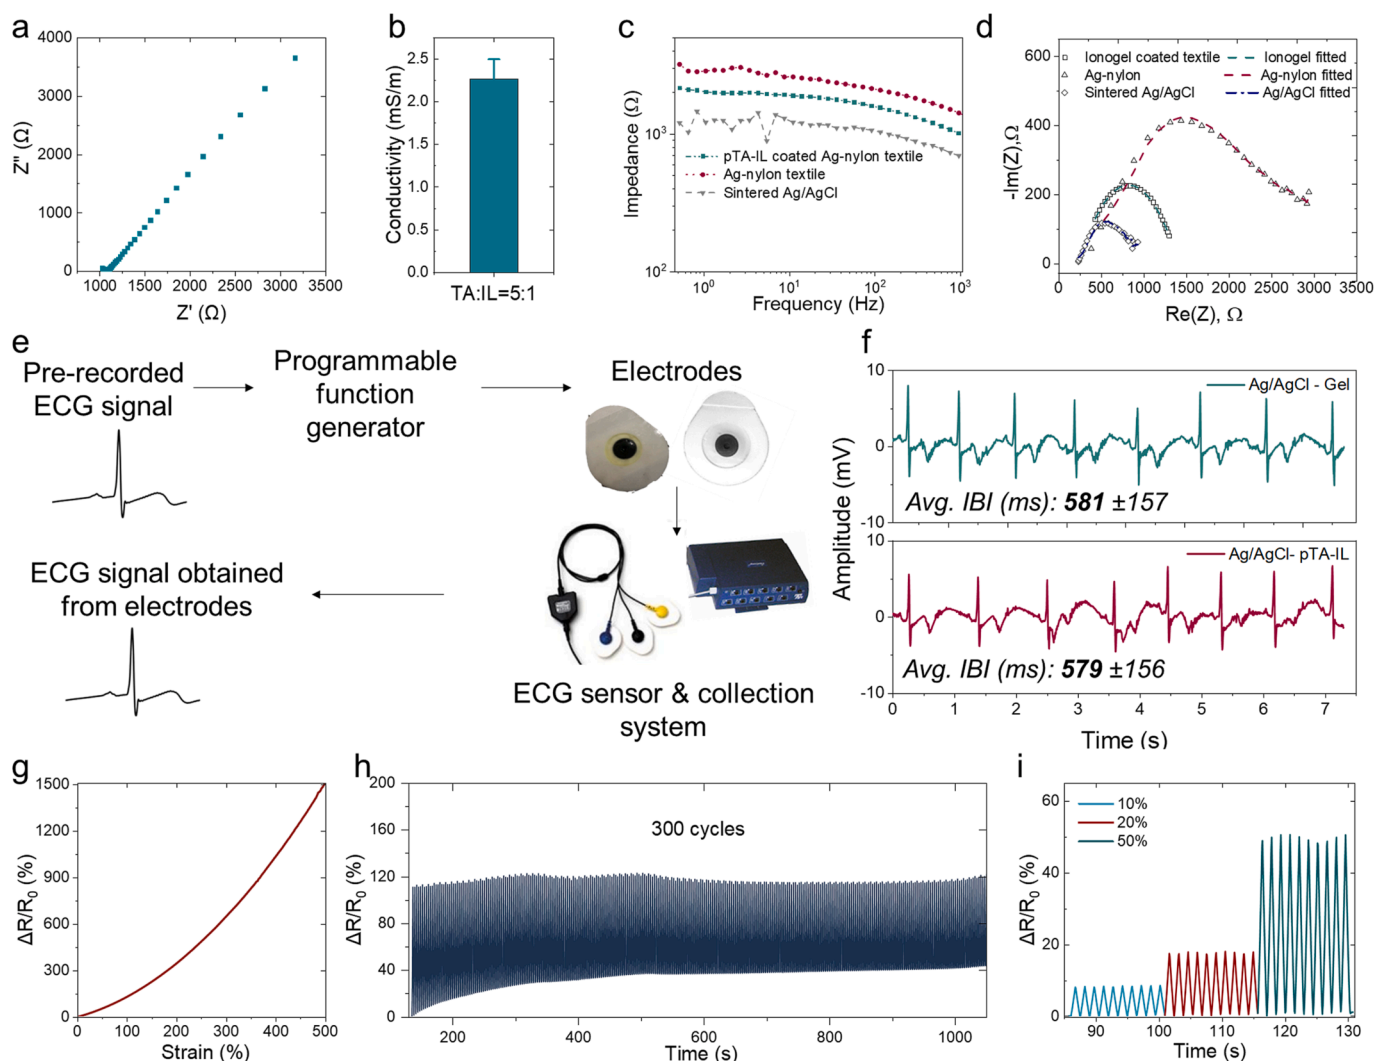 a
4000
3000
2000
1000
0
Z'' (Ω)
1000 1500 2000 2500 3000 3500
Z' (Ω)
b
2.5
2.0
1.5
1.0
0.5
0.0
Conductivity (mS/m)
TA:IL=5:1
c
10³
10²
Impedance (Ω)
pTA-IL coated Ag-nylon textile
Ag-nylon textile
Sintered Ag/AgCl
10⁰ 10¹ 10² 10³
Frequency (Hz)
d
600
400
200
0
-Im(Z),Ω
Ionogel coated textile
Ag-nylon
Sintered Ag/AgCl
Ionogel fitted
Ag-nylon fitted
Ag/AgCl fitted
0 500 1000 1500 2000 2500 3000 3500
Re(Z), Ω
e
Pre-recorded
ECG signal
Programmable
function
generator
Electrodes
ECG signal obtained
from electrodes
ECG sensor & collection
system
f
Amplitude (mV)
10
0
-10
Ag/AgCl - Gel
Avg. IBI (ms): 581 ±157
10
0
-10
Ag/AgCl- pTA-IL
Avg. IBI (ms): 579 ±156
0 1 2 3 4 5 6 7
Time (s)
g
1500
1200
900
600
300
0
ΔR/R₀ (%)
0 100 200 300 400 500
Strain (%)
h
200
160
120
80
40
0
ΔR/R₀ (%)
300 cycles
200 400 600 800 1000
Time (s)
i
60
40
20
0
ΔR/R₀ (%)
10%
20%
50%
90 100 110 120 130
Time (s)